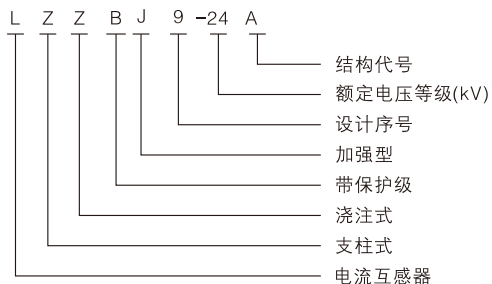 L Z Z B J 9 -24 A
结构代号
额定电压等级(kV)
设计序号
加强型
带保护级
浇注式
支柱式
电流互感器